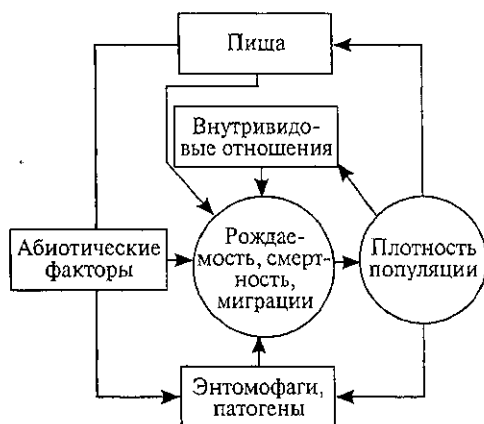 Пища
Внутривидо-
вые отношения
Абиотические
факторы
Рождае-
мость, смерт-
ность,
миграции
Плотность
популяции
Энтомофаги,
патогены